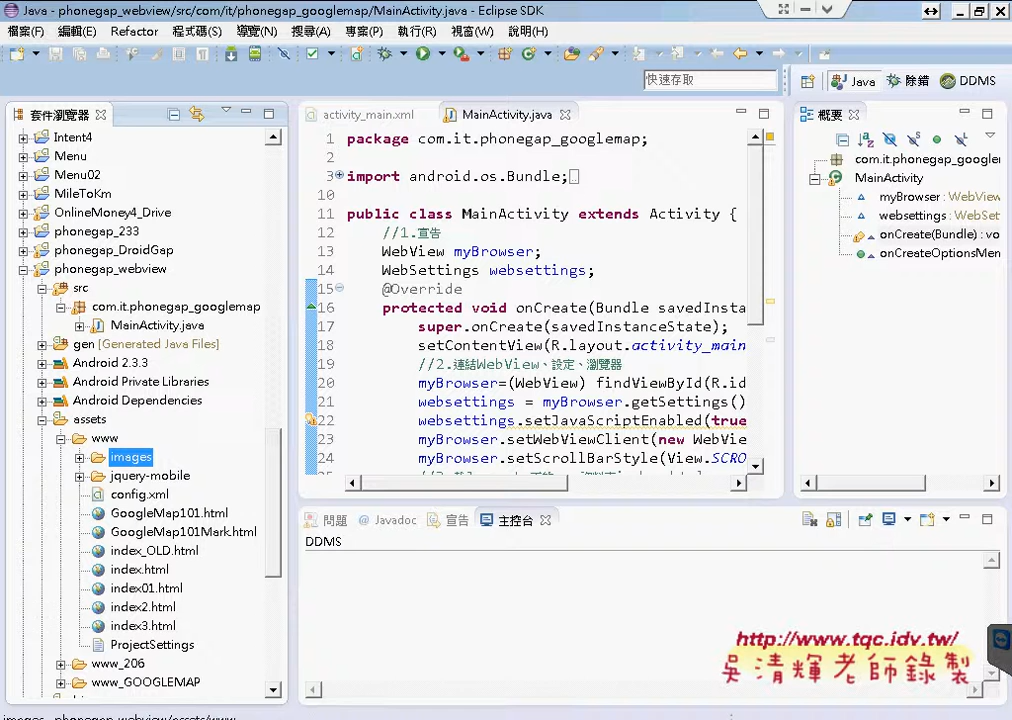 Java - phonegap_webview/src/com/it/phonegap_googlemap/MainActivity.java - Eclipse SDK
檔案(F) 編輯(E) Refactor 程式碼(S) 導覽(N) 搜尋(A) 專案(P) 執行(R) 視窗(W) 說明(H)
快速存取
Java 除錯 DDMS
套件瀏覽器
Intent4
Menu
Menu02
MileToKm
OnlineMoney4_Drive
phonegap_233
phonegap_DroidGap
phonegap_webview
src
com.it.phonegap_googlemap
MainActivity.java
gen [Generated Java Files]
Android 2.3.3
Android Private Libraries
Android Dependencies
assets
www
images
jquery-mobile
config.xml
GoogleMap101.html
GoogleMap101Mark.html
index_OLD.html
index.html
index01.html
index2.html
index3.html
ProjectSettings
www_206
www_GOOGLEMAP
activity_main.xml MainActivity.java
1 package com.it.phonegap_googlemap;
2
3 import android.os.Bundle;
10
11 public class MainActivity extends Activity {
12 //1.宣告
13 WebView myBrowser;
14 WebSettings websettings;
15 @Override
16 protected void onCreate(Bundle savedInsta
17 super.onCreate(savedInstanceState);
18 setContentView(R.layout.activity_main
19 //2.連結WebView、設定、瀏覽器
20 myBrowser=(WebView) findViewById(R.id
21 websettings = myBrowser.getSettings()
22 websettings.setJavaScriptEnabled(true
23 myBrowser.setWebViewClient(new WebVie
24 myBrowser.setScrollBarStyle(View.SCRO
概要
com.it.phonegap_googler
MainActivity
myBrowser : WebView
websettings : WebSet
onCreate(Bundle) : vo
onCreateOptionsMen
問題 @ Javadoc 宣告 主控台
DDMS
http://www.tqc.idv.tw/
吳清輝老師錄製
images - phonegap_webview/assets/www